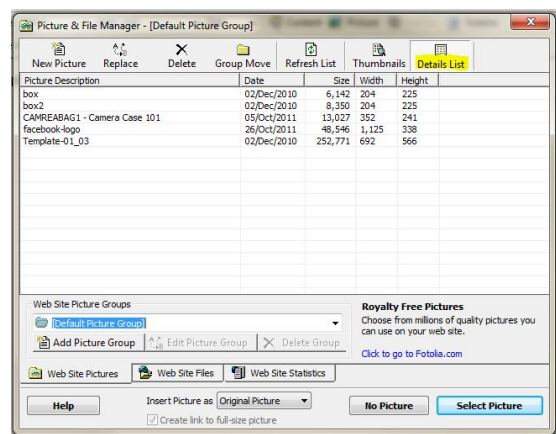 Picture & File Manager - [Default Picture Group]
New Picture Replace Delete Group Move Refresh List Thumbnails Details List
Picture Description Date Size Width Height
box 02/Dec/2010 6,142 204 225
box2 02/Dec/2010 8,350 204 225
CAMREABAG1 - Camera Case 101 05/Oct/2011 13,027 352 241
facebook-logo 26/Oct/2011 48,546 1,125 338
Template-01_03 02/Dec/2010 252,771 692 566
Web Site Picture Groups
[Default Picture Group]
Add Picture Group Edit Picture Group Delete Group
Royalty Free Pictures
Choose from millions of quality pictures you
can use on your web site.
Click to go to Fotolia.com
Web Site Pictures Web Site Files Web Site Statistics
Help Insert Picture as Original Picture No Picture Select Picture
Create link to full-size picture